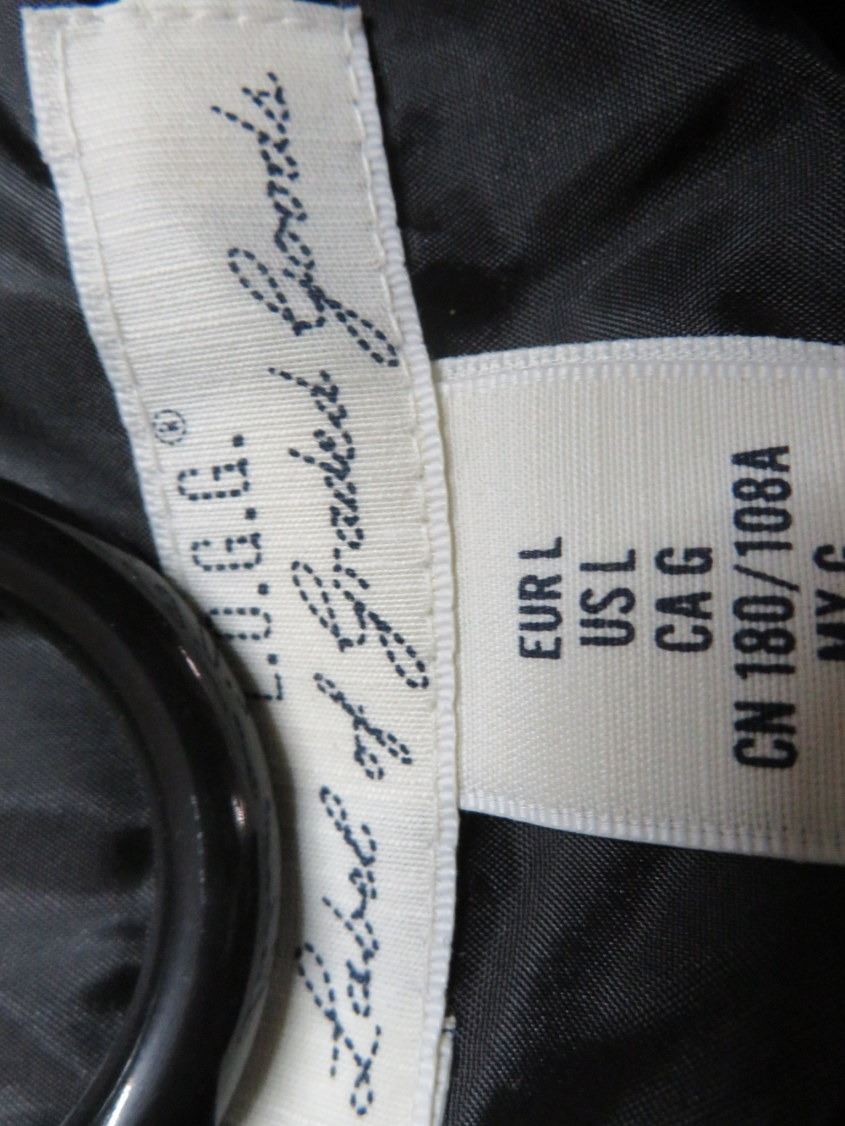 L.O.G.G.®
Label of Graded Goods
EUR L
US L
CA G
CN 180/108A